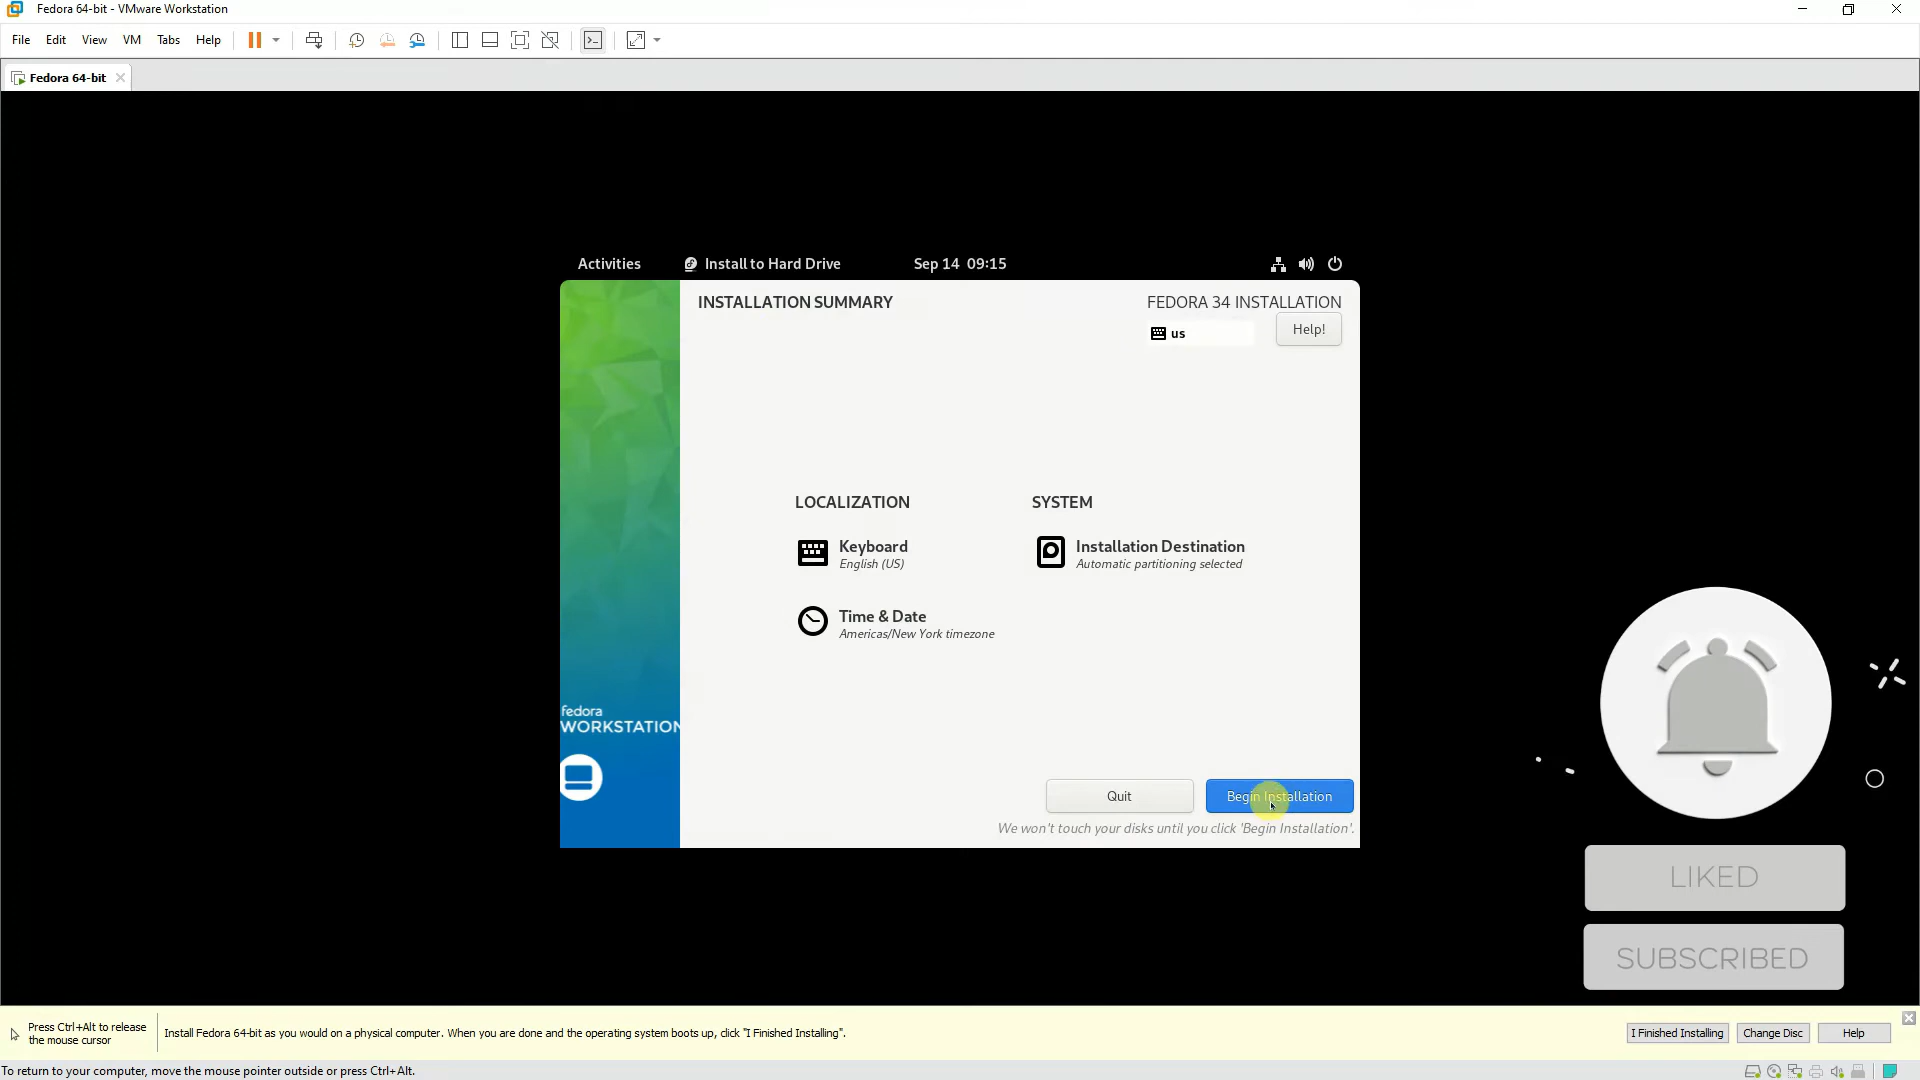 Fedora 64-bit - VMware Workstation
File Edit View VM Tabs Help
Fedora 64-bit
Activities Install to Hard Drive Sep 14 09:15
INSTALLATION SUMMARY FEDORA 34 INSTALLATION
us Help!
LOCALIZATION SYSTEM
Keyboard Installation Destination
English (US) Automatic partitioning selected
Time & Date
Americas/New York timezone
fedora
WORKSTATION
Quit Begin Installation
We won't touch your disks until you click 'Begin Installation'.
LIKED
SUBSCRIBED
Press Ctrl+Alt to release
the mouse cursor
Install Fedora 64-bit as you would on a physical computer. When you are done and the operating system boots up, click "I Finished Installing".
I Finished Installing Change Disc Help
To return to your computer, move the mouse pointer outside or press Ctrl+Alt.